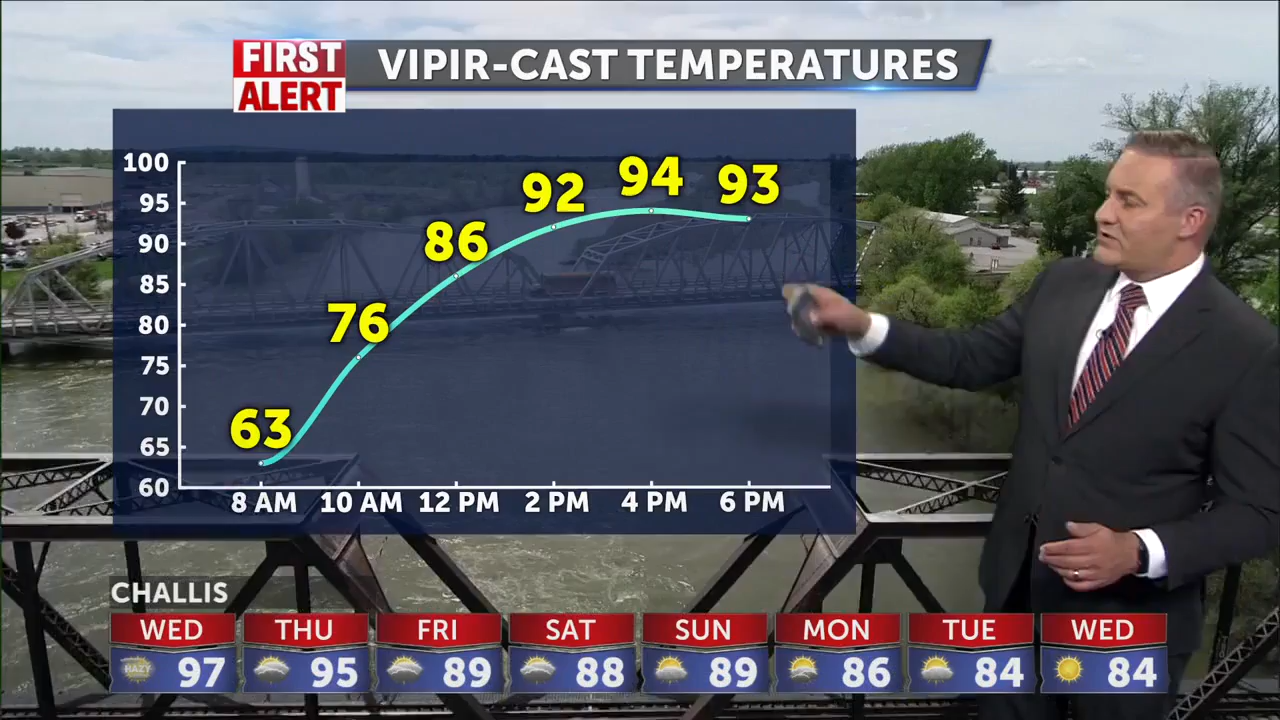 FIRST
ALERT
VIPIR-CAST TEMPERATURES
100
95
90
85
80
75
70
65
60
63
76
86
92
94
93
8 AM 10 AM 12 PM 2 PM 4 PM 6 PM
CHALLIS
WED THU FRI SAT SUN MON TUE WED
HAZY 97 95 89 88 89 86 84 84